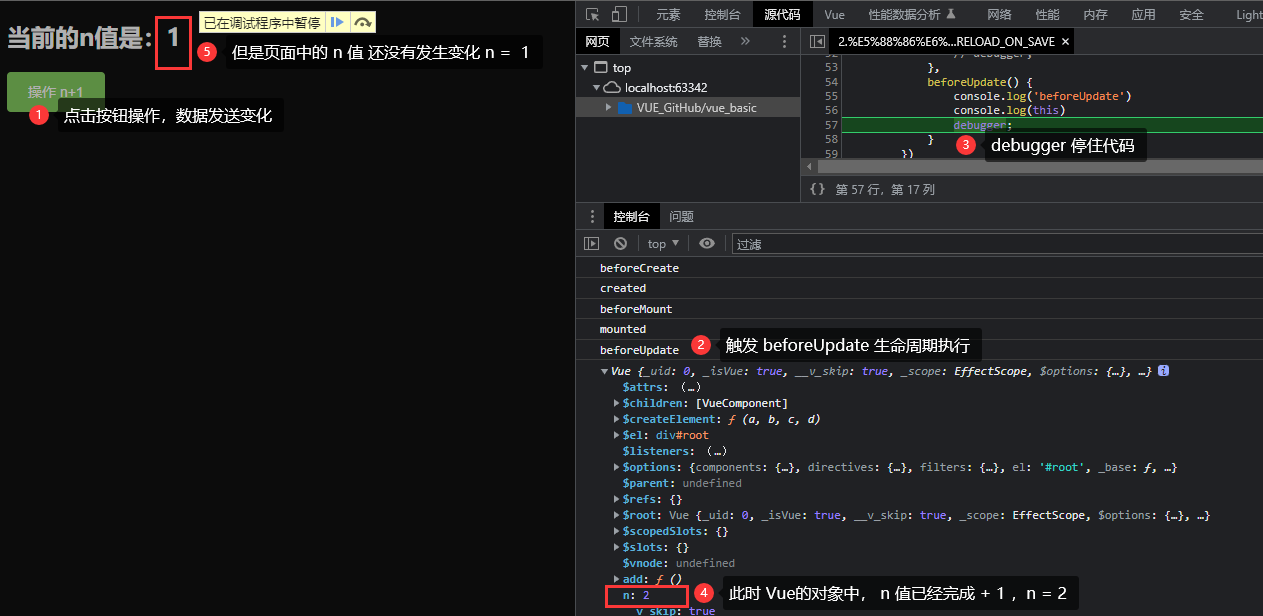 当前的n值是：1
已在调试程序中暂停
5 但是页面中的 n 值 还没有发生变化 n = 1
操作 n+1
1 点击按钮操作，数据发送变化
元素 控制台 源代码 Vue 性能数据分析 网络 性能 内存 应用 安全 Light
网页 文件系统 替换 »
2.%E5%88%86%E6%...RELOAD_ON_SAVE ×
top
localhost:63342
VUE_GitHub/vue_basic
52 // debugger;
53 },
54 beforeUpdate() {
55 console.log('beforeUpdate')
56 console.log(this)
57 debugger;
58 }
59 })
3 debugger 停住代码
{} 第 57 行，第 17 列
控制台 问题
top ▼ 过滤
beforeCreate
created
beforeMount
mounted
beforeUpdate
2 触发 beforeUpdate 生命周期执行
Vue {_uid: 0, _isVue: true, __v_skip: true, _scope: EffectScope, $options: {…}, …}
$attrs: (…)
$children: [VueComponent]
$createElement: ƒ (a, b, c, d)
$el: div#root
$listeners: (…)
$options: {components: {…}, directives: {…}, filters: {…}, el: '#root', _base: ƒ, …}
$parent: undefined
$refs: {}
$root: Vue {_uid: 0, _isVue: true, __v_skip: true, _scope: EffectScope, $options: {…}, …}
$scopedSlots: {}
$slots: {}
$vnode: undefined
add: ƒ ()
n: 2
4 此时 Vue的对象中， n 值已经完成 + 1 ，n = 2
v_skip: true